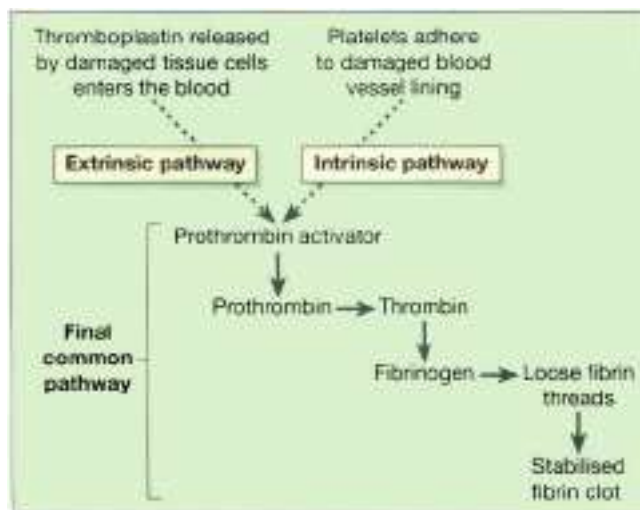 Thromboplastin released
by damaged tissue cells
enters the blood
Platelets adhere
to damaged blood
vessel lining
Extrinsic pathway
Intrinsic pathway
Prothrombin activator
Prothrombin
Thrombin
Final
common
pathway
Fibrinogen
Loose fibrin
threads
Stabilised
fibrin clot